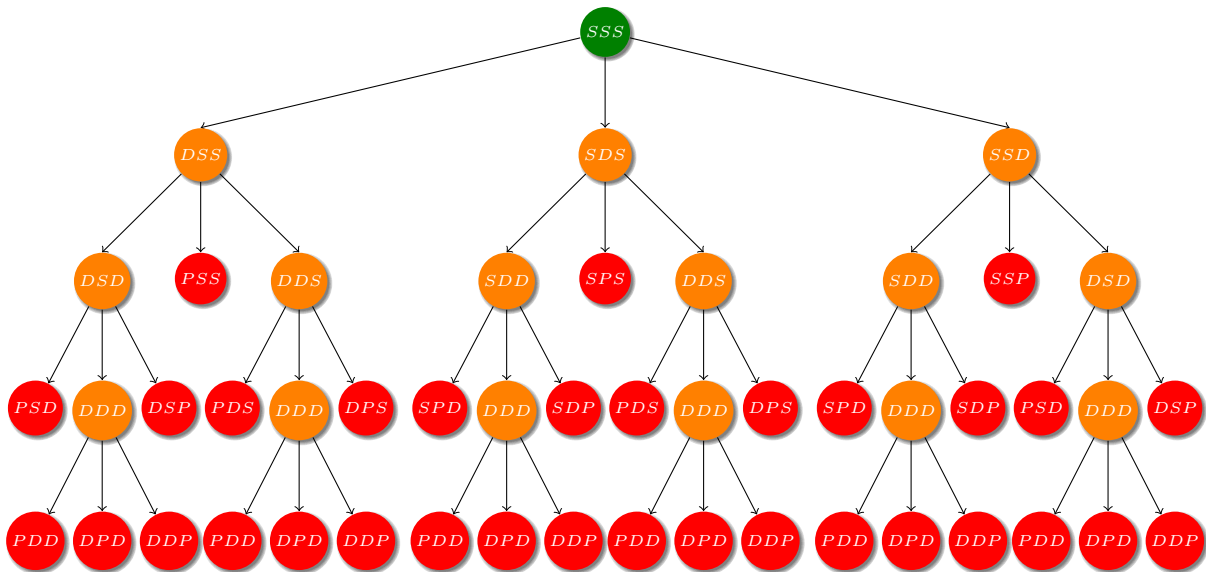 SSS
DSS SDS SSD
DSD PSS DDS SDD SPS DDS SDD SSP DSD
PSD DDD DSP PDS DDD DPS SPD DDD SDP PDS DDD DPS SPD DDD SDP PSD DDD DSP
PDD DPD DDP PDD DPD DDP PDD DPD DDP PDD DPD DDP PDD DPD DDP PDD DPD DDP